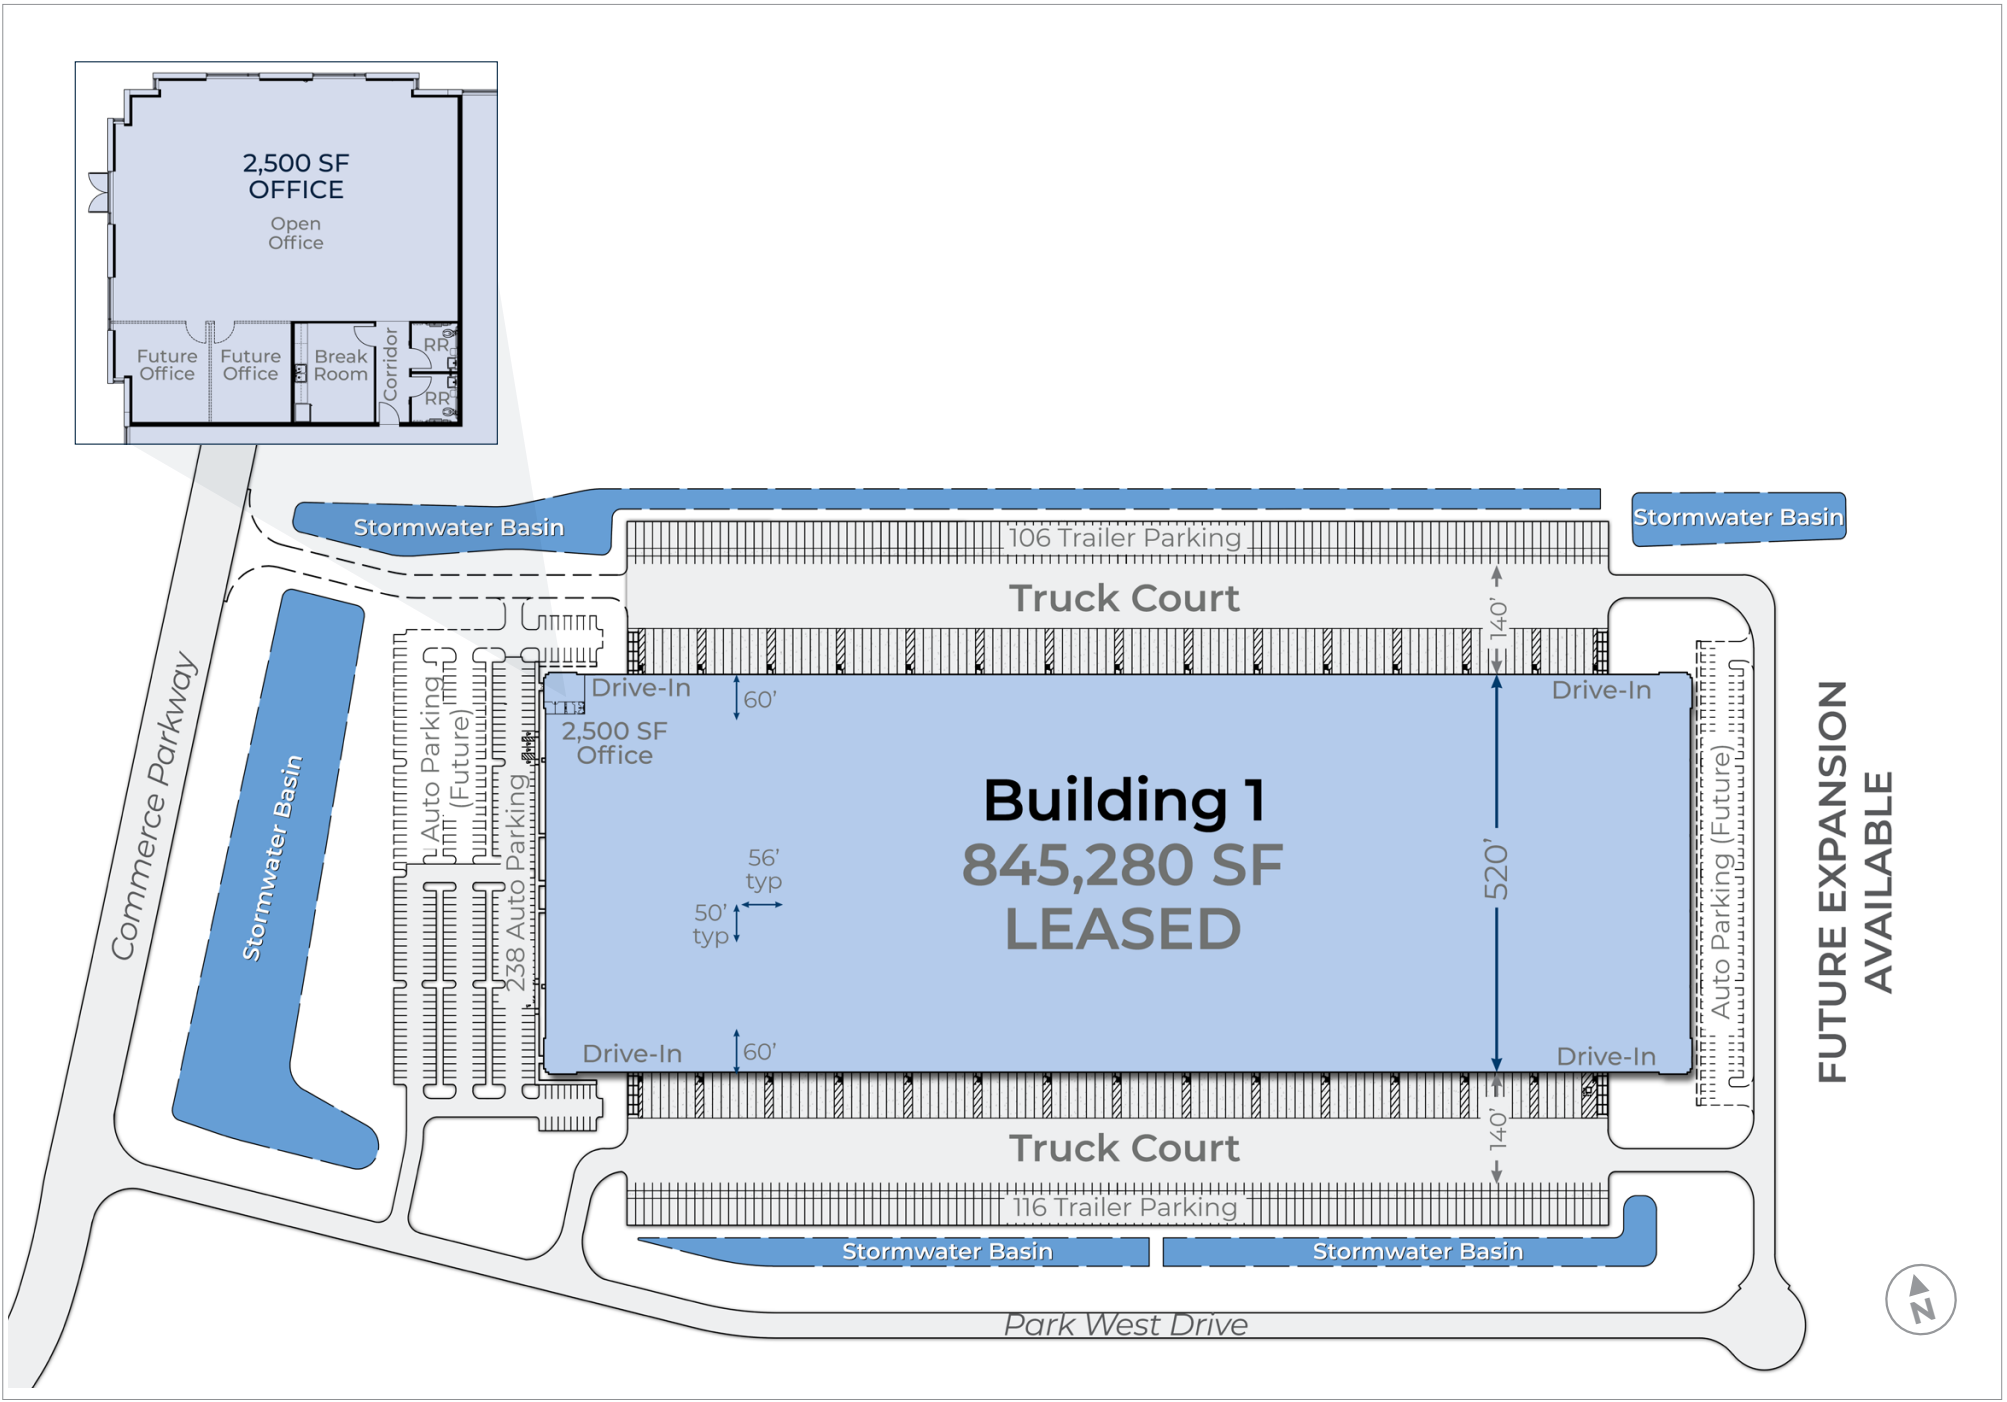 2,500 SF
OFFICE
Open
Office
Future
Office
Future
Office
Break
Room
Corridor
RR
RR
Stormwater Basin
Stormwater Basin
106 Trailer Parking
Truck Court
140'
Commerce Parkway
Stormwater Basin
Auto Parking
(Future)
238 Auto Parking
Drive-In
60'
Drive-In
2,500 SF
Office
Building 1
845,280 SF
LEASED
56'
typ
50'
typ
520'
Auto Parking (Future)
FUTURE EXPANSION
AVAILABLE
Drive-In
60'
Drive-In
Truck Court
140'
116 Trailer Parking
Stormwater Basin
Stormwater Basin
Park West Drive
N